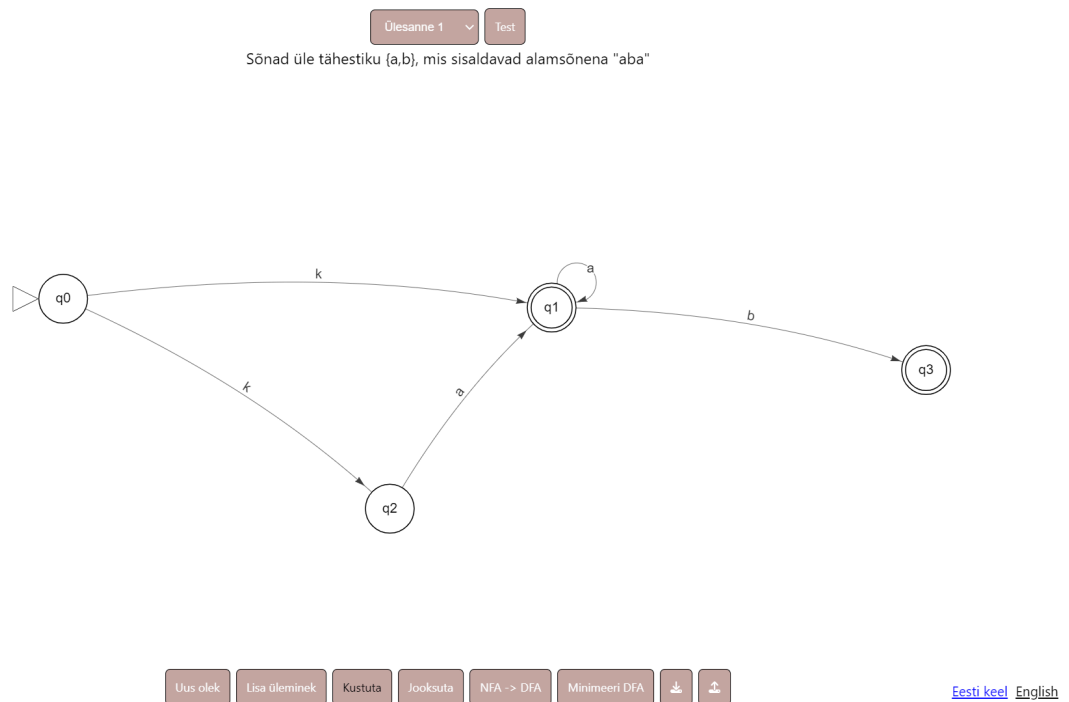 Ülesanne 1 Test
Sõnad üle tähestiku {a,b}, mis sisaldavad alamsõnena "aba"
a
k
q0
q1
b
q3
k
a
q2
Uus olek Lisa üleminek Kustuta Jooksuta NFA -> DFA Minimeeri DFA
Eesti keel English